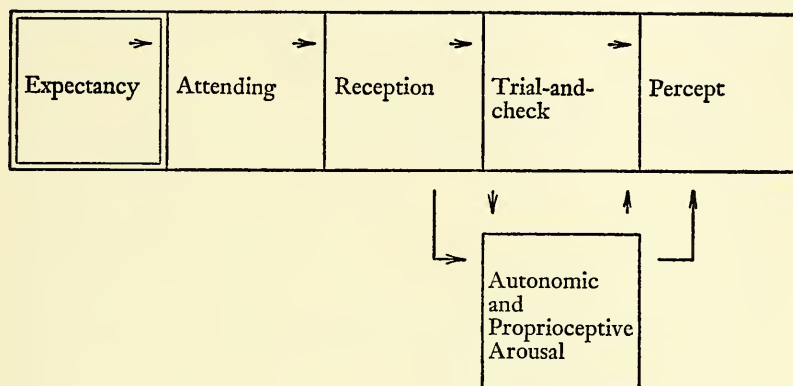 Expectancy
Attending
Reception
Trial-and-
check
Percept
Autonomic
and
Proprioceptive
Arousal